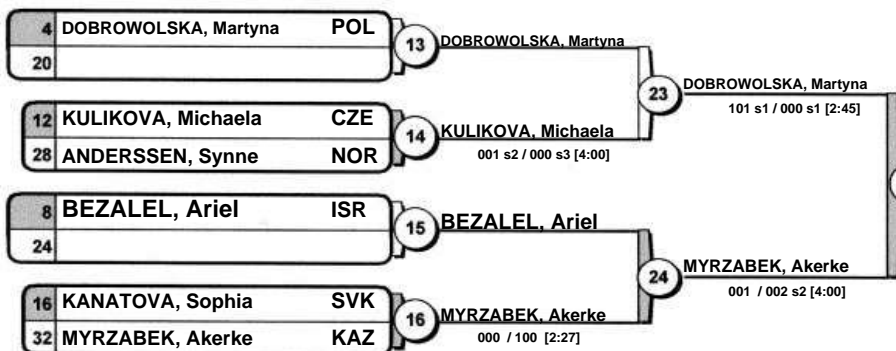 4 DOBROWOLSKA, Martyna POL
20
13
DOBROWOLSKA, Martyna
12 KULIKOVA, Michaela CZE
28 ANDERSSEN, Synne NOR
14
KULIKOVA, Michaela
001 s2 / 000 s3 [4:00]
23
DOBROWOLSKA, Martyna
101 s1 / 000 s1 [2:45]
8 BEZALEL, Ariel ISR
24
15
BEZALEL, Ariel
16 KANATOVA, Sophia SVK
32 MYRZABEK, Akerke KAZ
16
MYRZABEK, Akerke
000 / 100 [2:27]
24
MYRZABEK, Akerke
001 / 002 s2 [4:00]